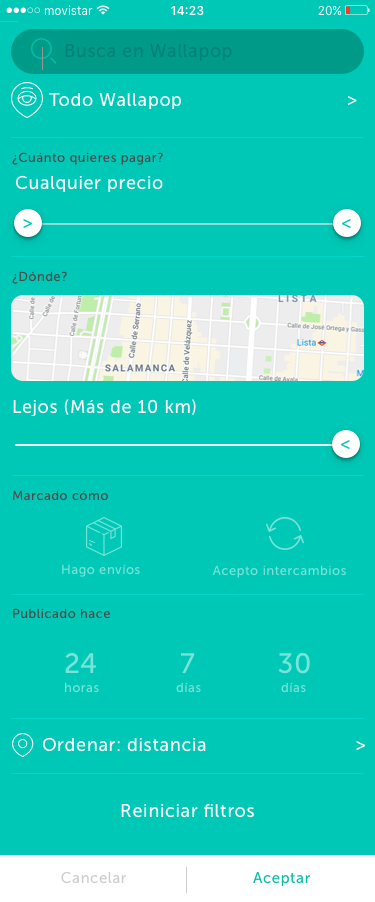 movistar 14:23 20%
Busca en Wallapop
Todo Wallapop >
¿Cuánto quieres pagar?
Cualquier precio
> <
¿Dónde?
LISTA
Calle de Serrano
Calle de Velázquez
Calle de José Ortega y Gass
Lista
SALAMANCA
Calle de Ayala
M
Lejos (Más de 10 km)
<
Marcado cómo
Hago envíos Acepto intercambios
Publicado hace
24 7 30
horas días días
Ordenar: distancia >
Reiniciar filtros
Cancelar Aceptar